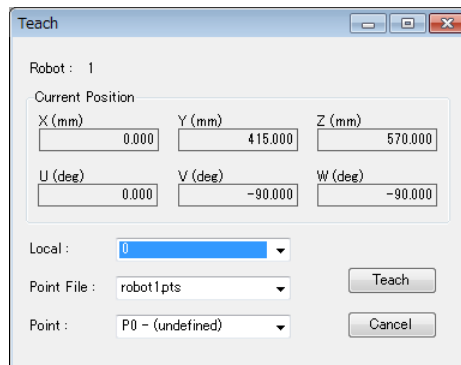 Teach
Robot : 1
Current Position
X (mm) Y (mm) Z (mm)
0.000 415.000 570.000
U (deg) V (deg) W (deg)
0.000 -90.000 -90.000
Local : 0
Point File : robot1.pts Teach
Point : P0 - (undefined) Cancel